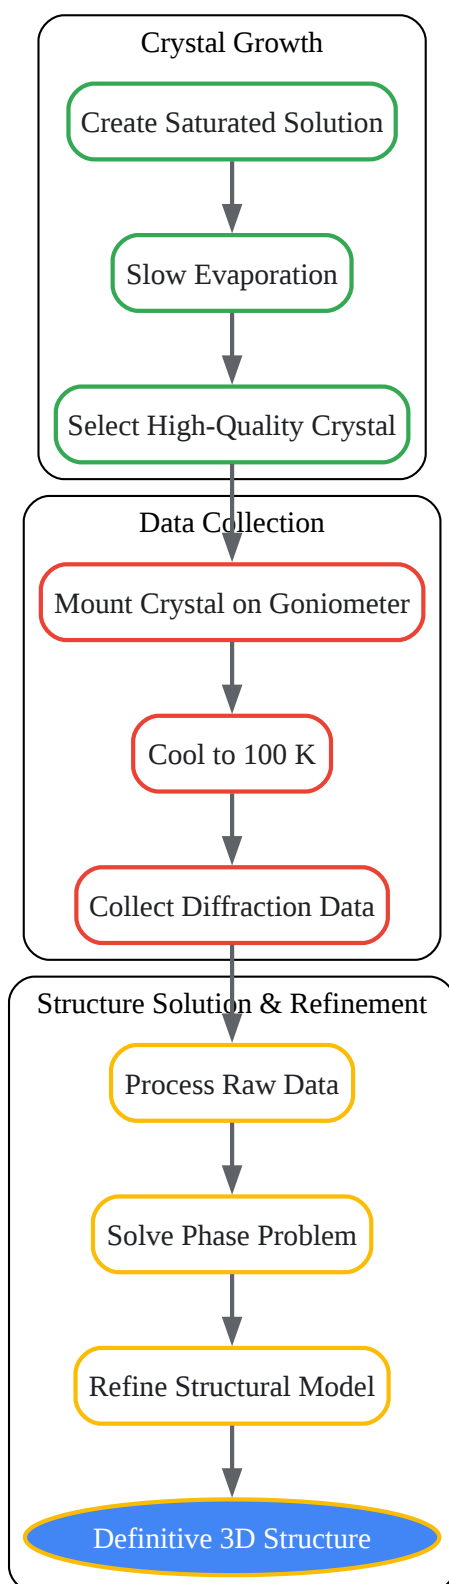 Crystal Growth
Create Saturated Solution
Slow Evaporation
Select High-Quality Crystal
Data Collection
Mount Crystal on Goniometer
Cool to 100 K
Collect Diffraction Data
Structure Solution & Refinement
Process Raw Data
Solve Phase Problem
Refine Structural Model
Definitive 3D Structure